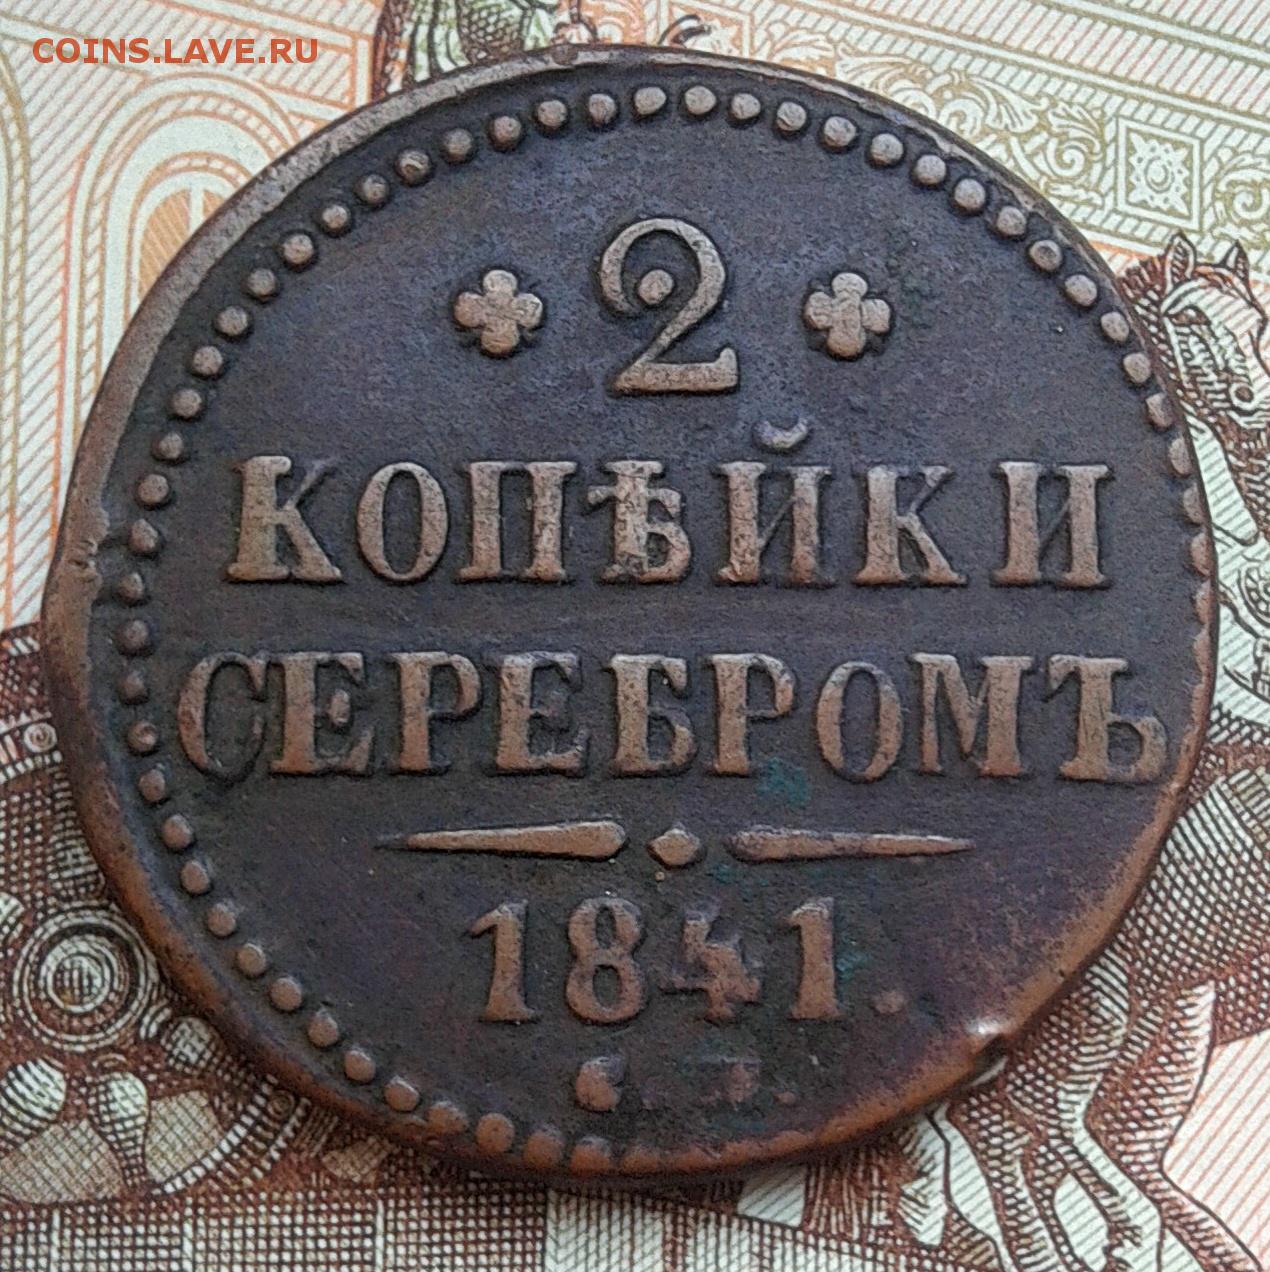 COINS.LAVE.RU
2
КОПѢЙКИ
СЕРЕБРОМЪ
1841.